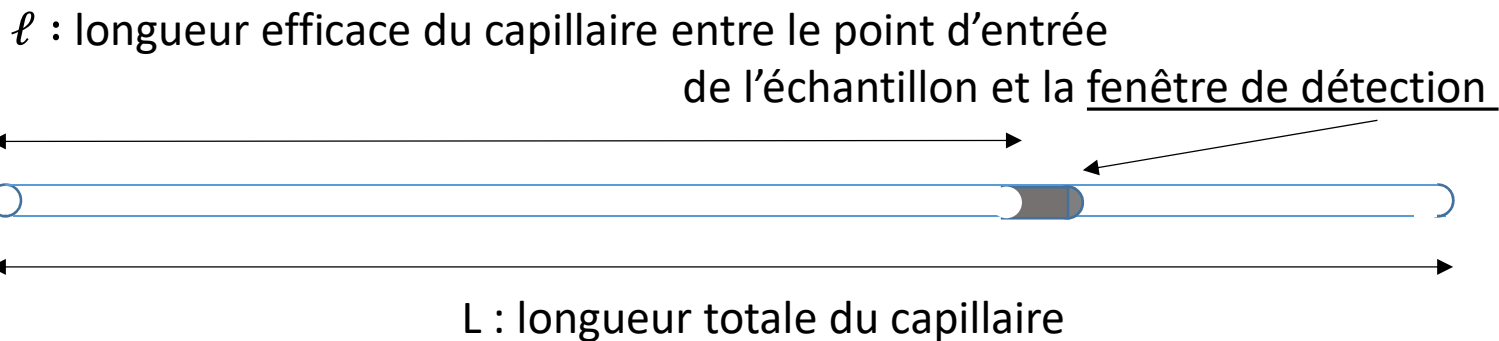 ℓ : longueur efficace du capillaire entre le point d’entrée
de l’échantillon et la fenêtre de détection
L : longueur totale du capillaire